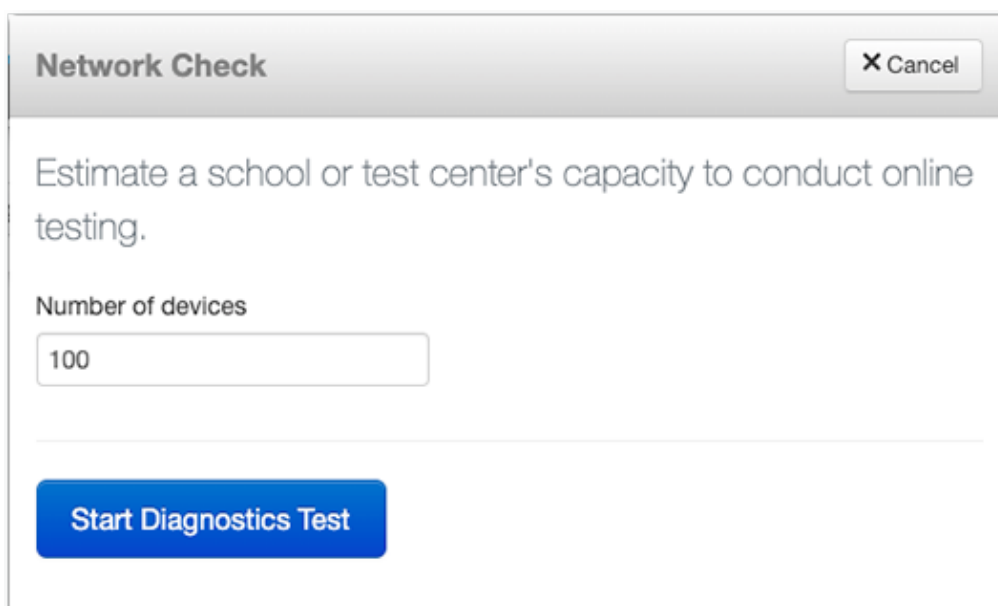 Network Check
✕ Cancel
Estimate a school or test center's capacity to conduct online
testing.
Number of devices
100
Start Diagnostics Test